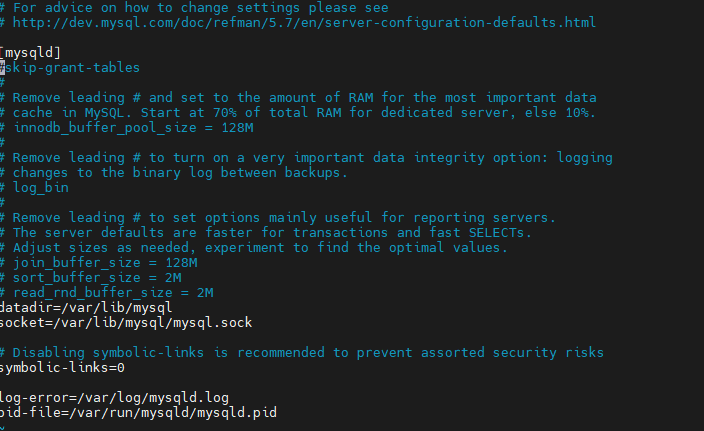 # For advice on how to change settings please see
# http://dev.mysql.com/doc/refman/5.7/en/server-configuration-defaults.html
[mysqld]
#skip-grant-tables
#
# Remove leading # and set to the amount of RAM for the most important data
# cache in MySQL. Start at 70% of total RAM for dedicated server, else 10%.
# innodb_buffer_pool_size = 128M
#
# Remove leading # to turn on a very important data integrity option: logging
# changes to the binary log between backups.
# log_bin
#
# Remove leading # to set options mainly useful for reporting servers.
# The server defaults are faster for transactions and fast SELECTs.
# Adjust sizes as needed, experiment to find the optimal values.
# join_buffer_size = 128M
# sort_buffer_size = 2M
# read_rnd_buffer_size = 2M
datadir=/var/lib/mysql
socket=/var/lib/mysql/mysql.sock
# Disabling symbolic-links is recommended to prevent assorted security risks
symbolic-links=0
log-error=/var/log/mysqld.log
pid-file=/var/run/mysqld/mysqld.pid
~